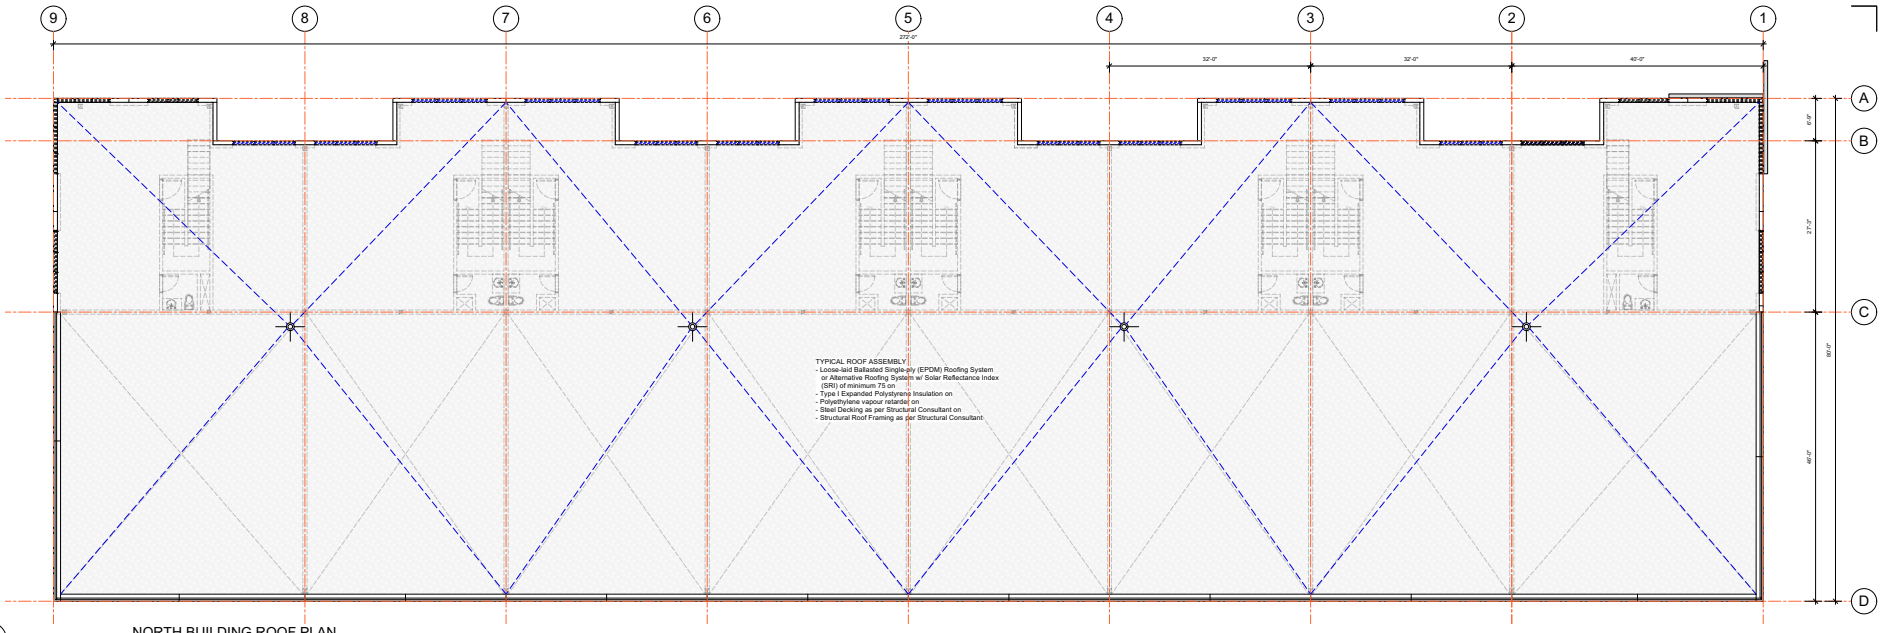 9 8 7 6 5 4 3 2 1
272'-0"
32'-0" 32'-0" 40'-0"
A
6'-9"
B
27'-3"
C
80'-0"
TYPICAL ROOF ASSEMBLY
- Loose-laid Ballasted Single-ply (EPDM) Roofing System
or Alternative Roofing System w/ Solar Reflectance Index
(SRI) of minimum 75 on
- Type I Expanded Polystyrene Insulation on
- Polyethylene vapour retarder on
- Steel Decking as per Structural Consultant on
- Structural Roof Framing as per Structural Consultant
46'-0"
D
NORTH BUILDING ROOF PLAN